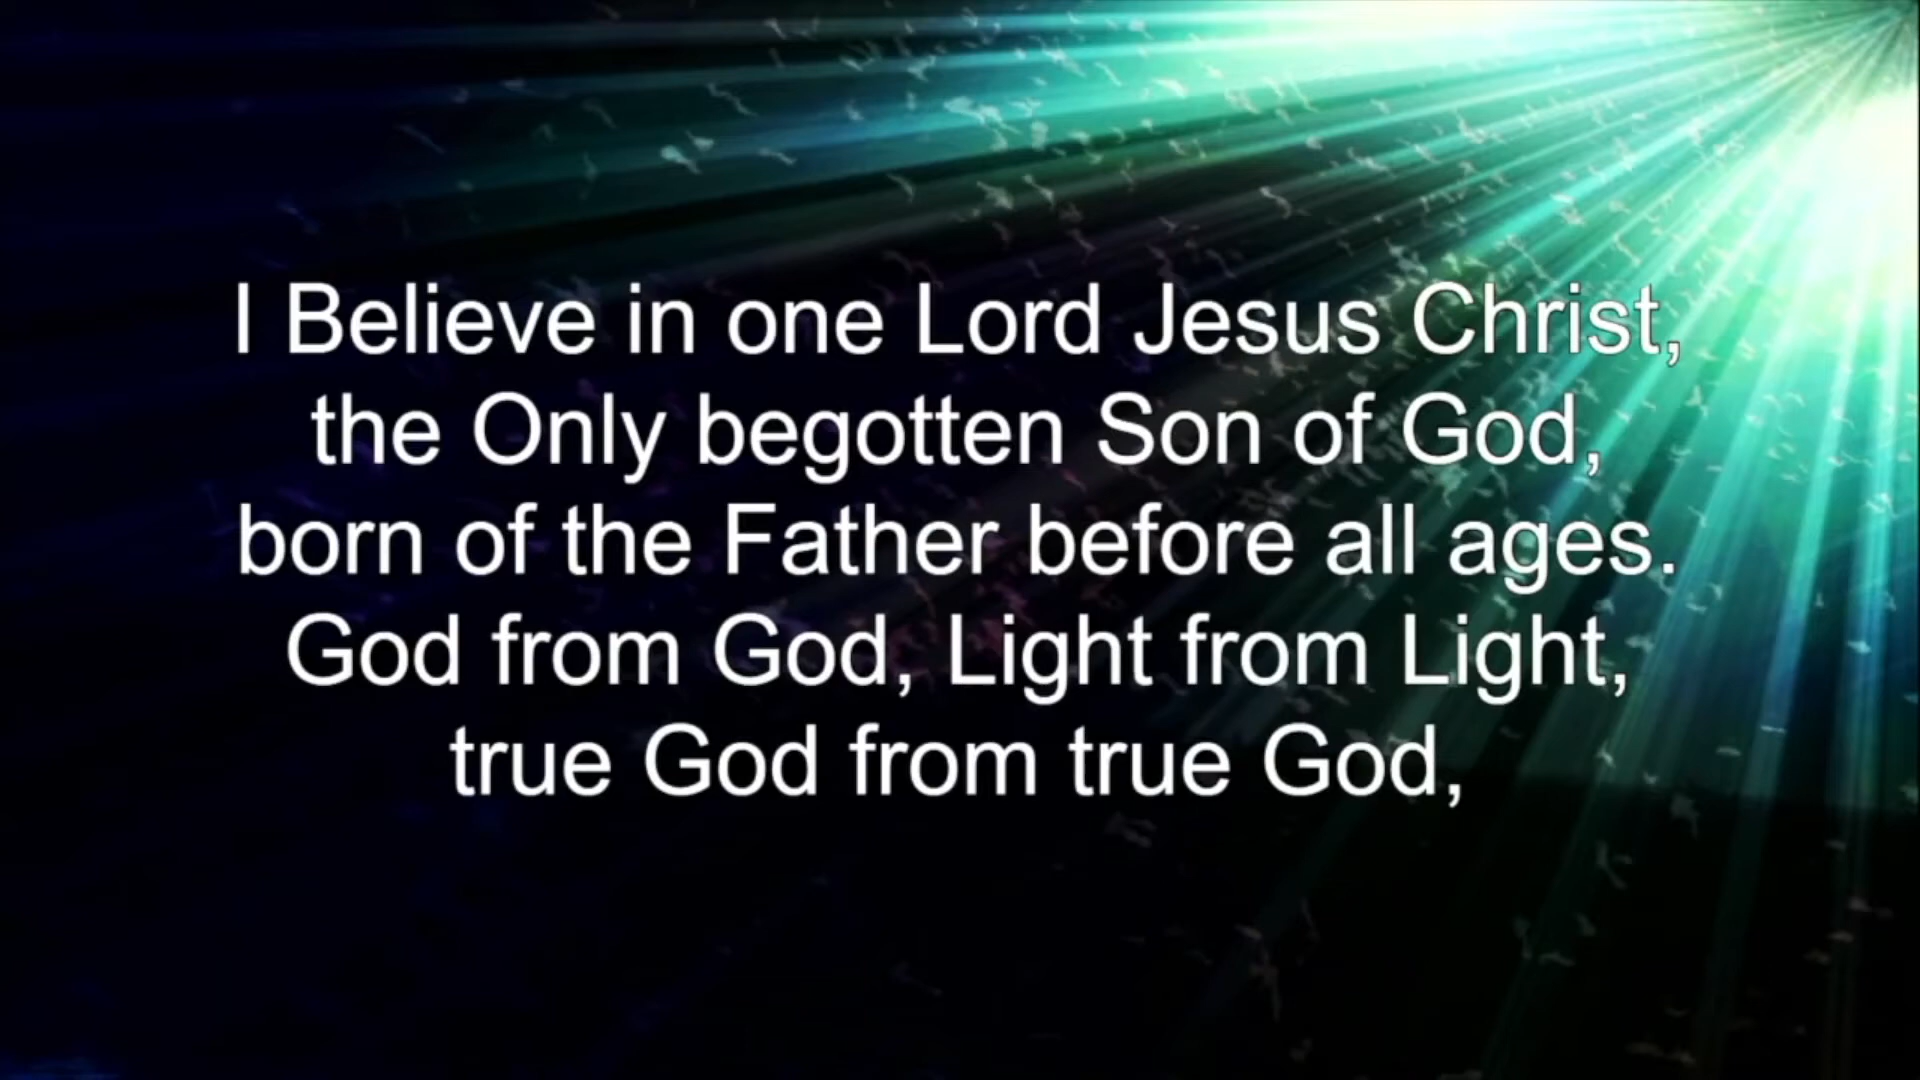 I Believe in one Lord Jesus Christ,
the Only begotten Son of God,
born of the Father before all ages.
God from God, Light from Light,
true God from true God,